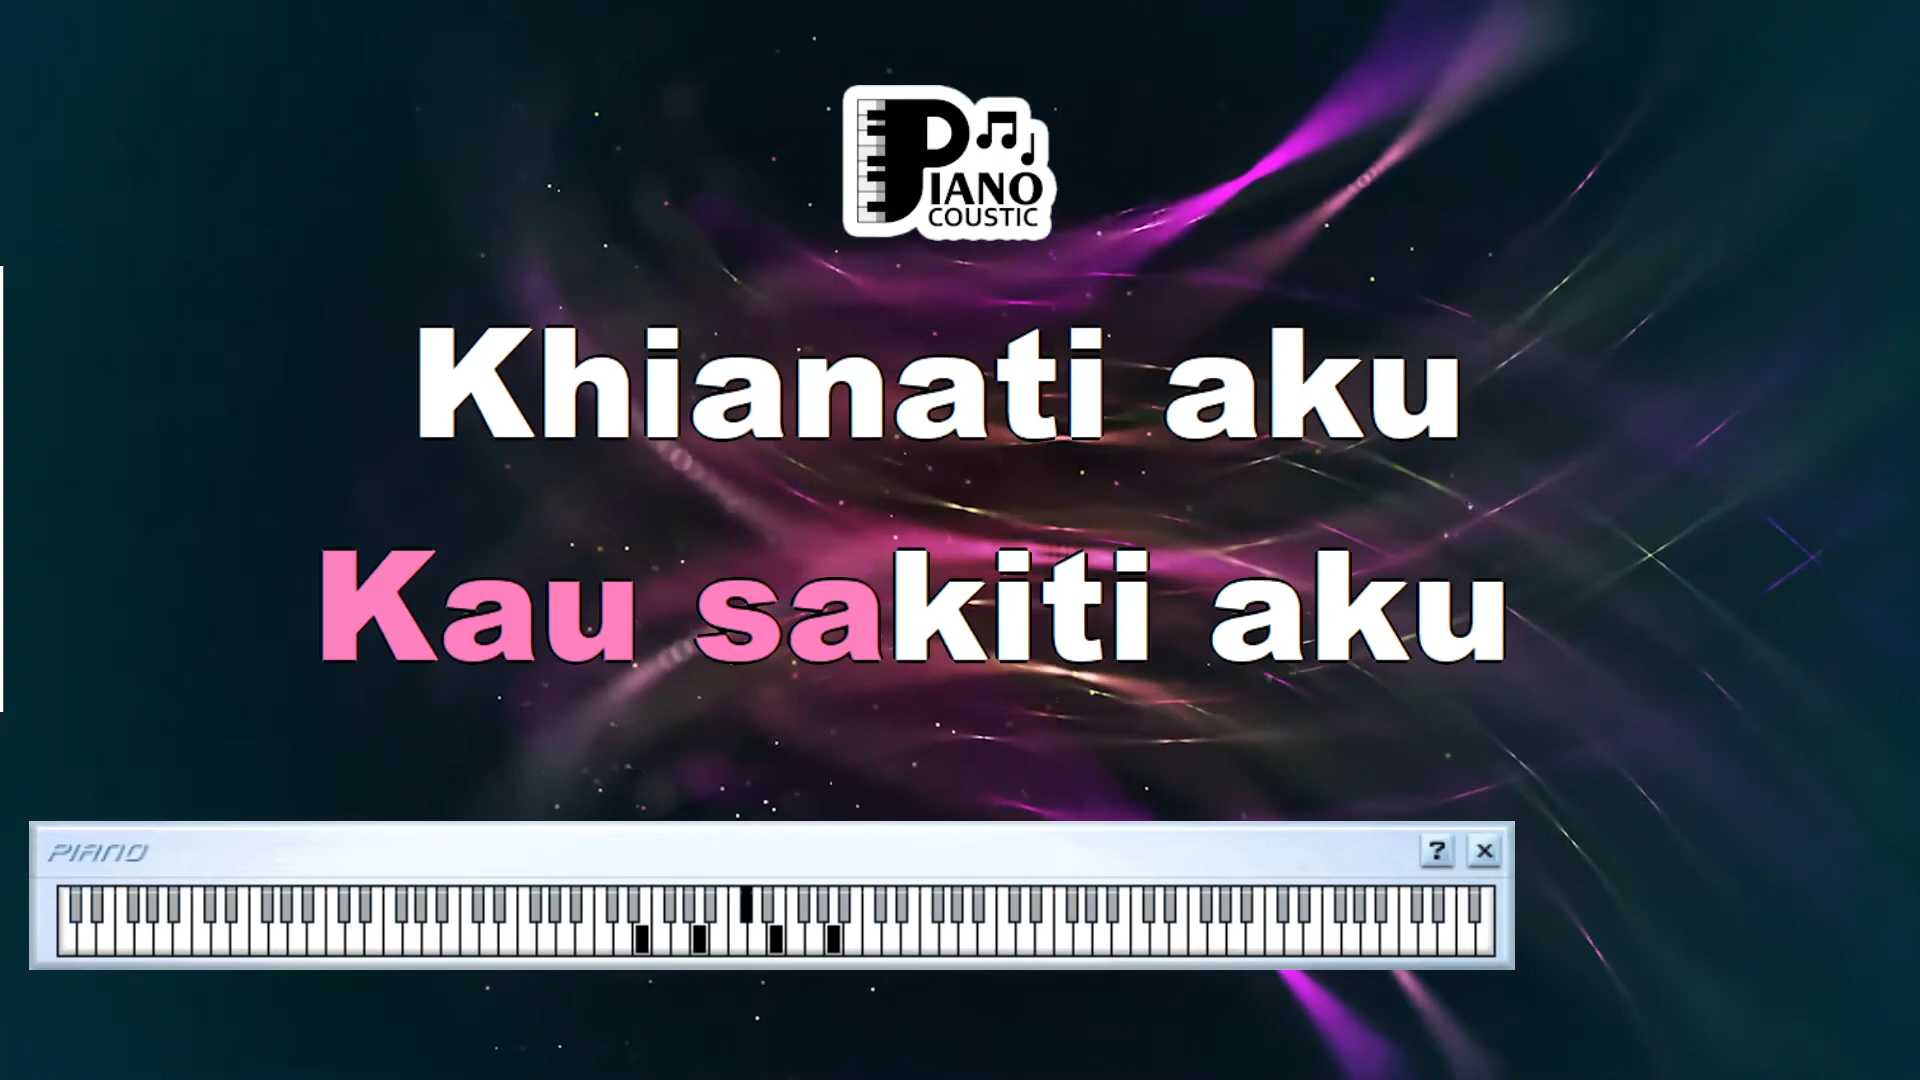 PIANO
COUSTIC
Khianati aku
Kau sakiti aku
PIANO
? x